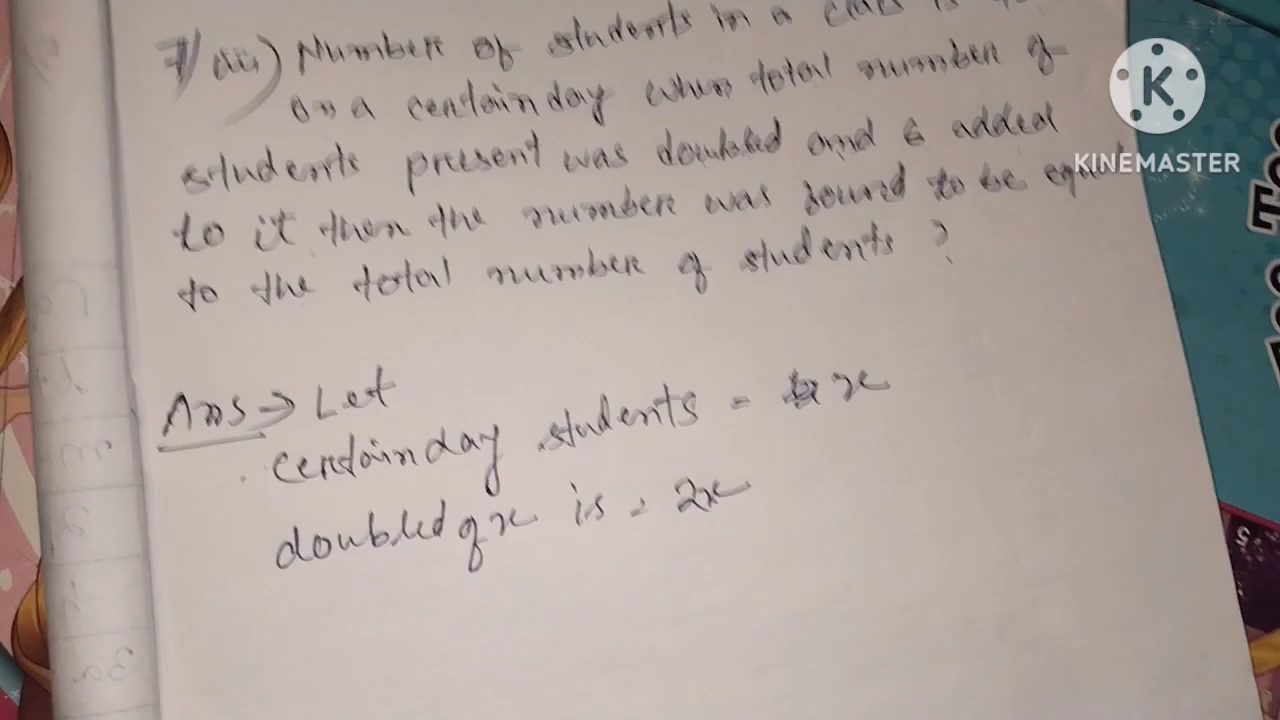 7/ iii) Number of students in a class is
on a certain day when total number of
students present was doubled and 6 added
to it then the number was found to be equal
to the total number of students ?
Ans → Let
certain day students = x
doubled of x is = 2x
K
KINEMASTER